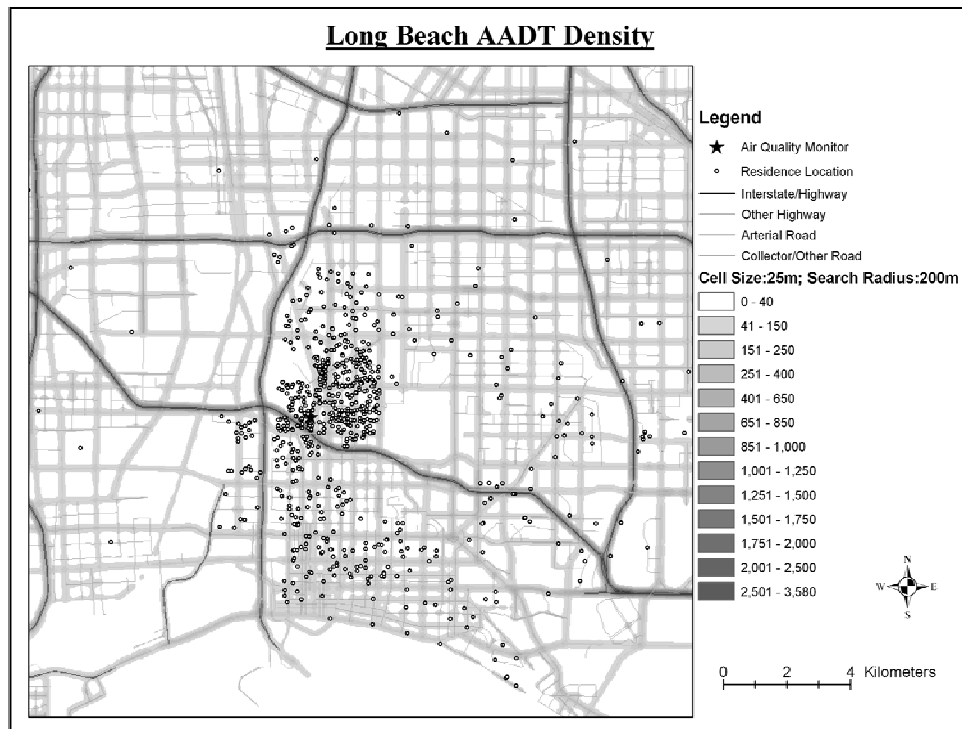 Long Beach AADT Density
Legend
Air Quality Monitor
Residence Location
Interstate/Highway
Other Highway
Arterial Road
Collector/Other Road
Cell Size:25m; Search Radius:200m
0 - 40
41 - 150
151 - 250
251 - 400
401 - 650
651 - 850
851 - 1,000
1,001 - 1,250
1,251 - 1,500
1,501 - 1,750
1,751 - 2,000
2,001 - 2,500
2,501 - 3,580
N
W E
S
0 2 4 Kilometers